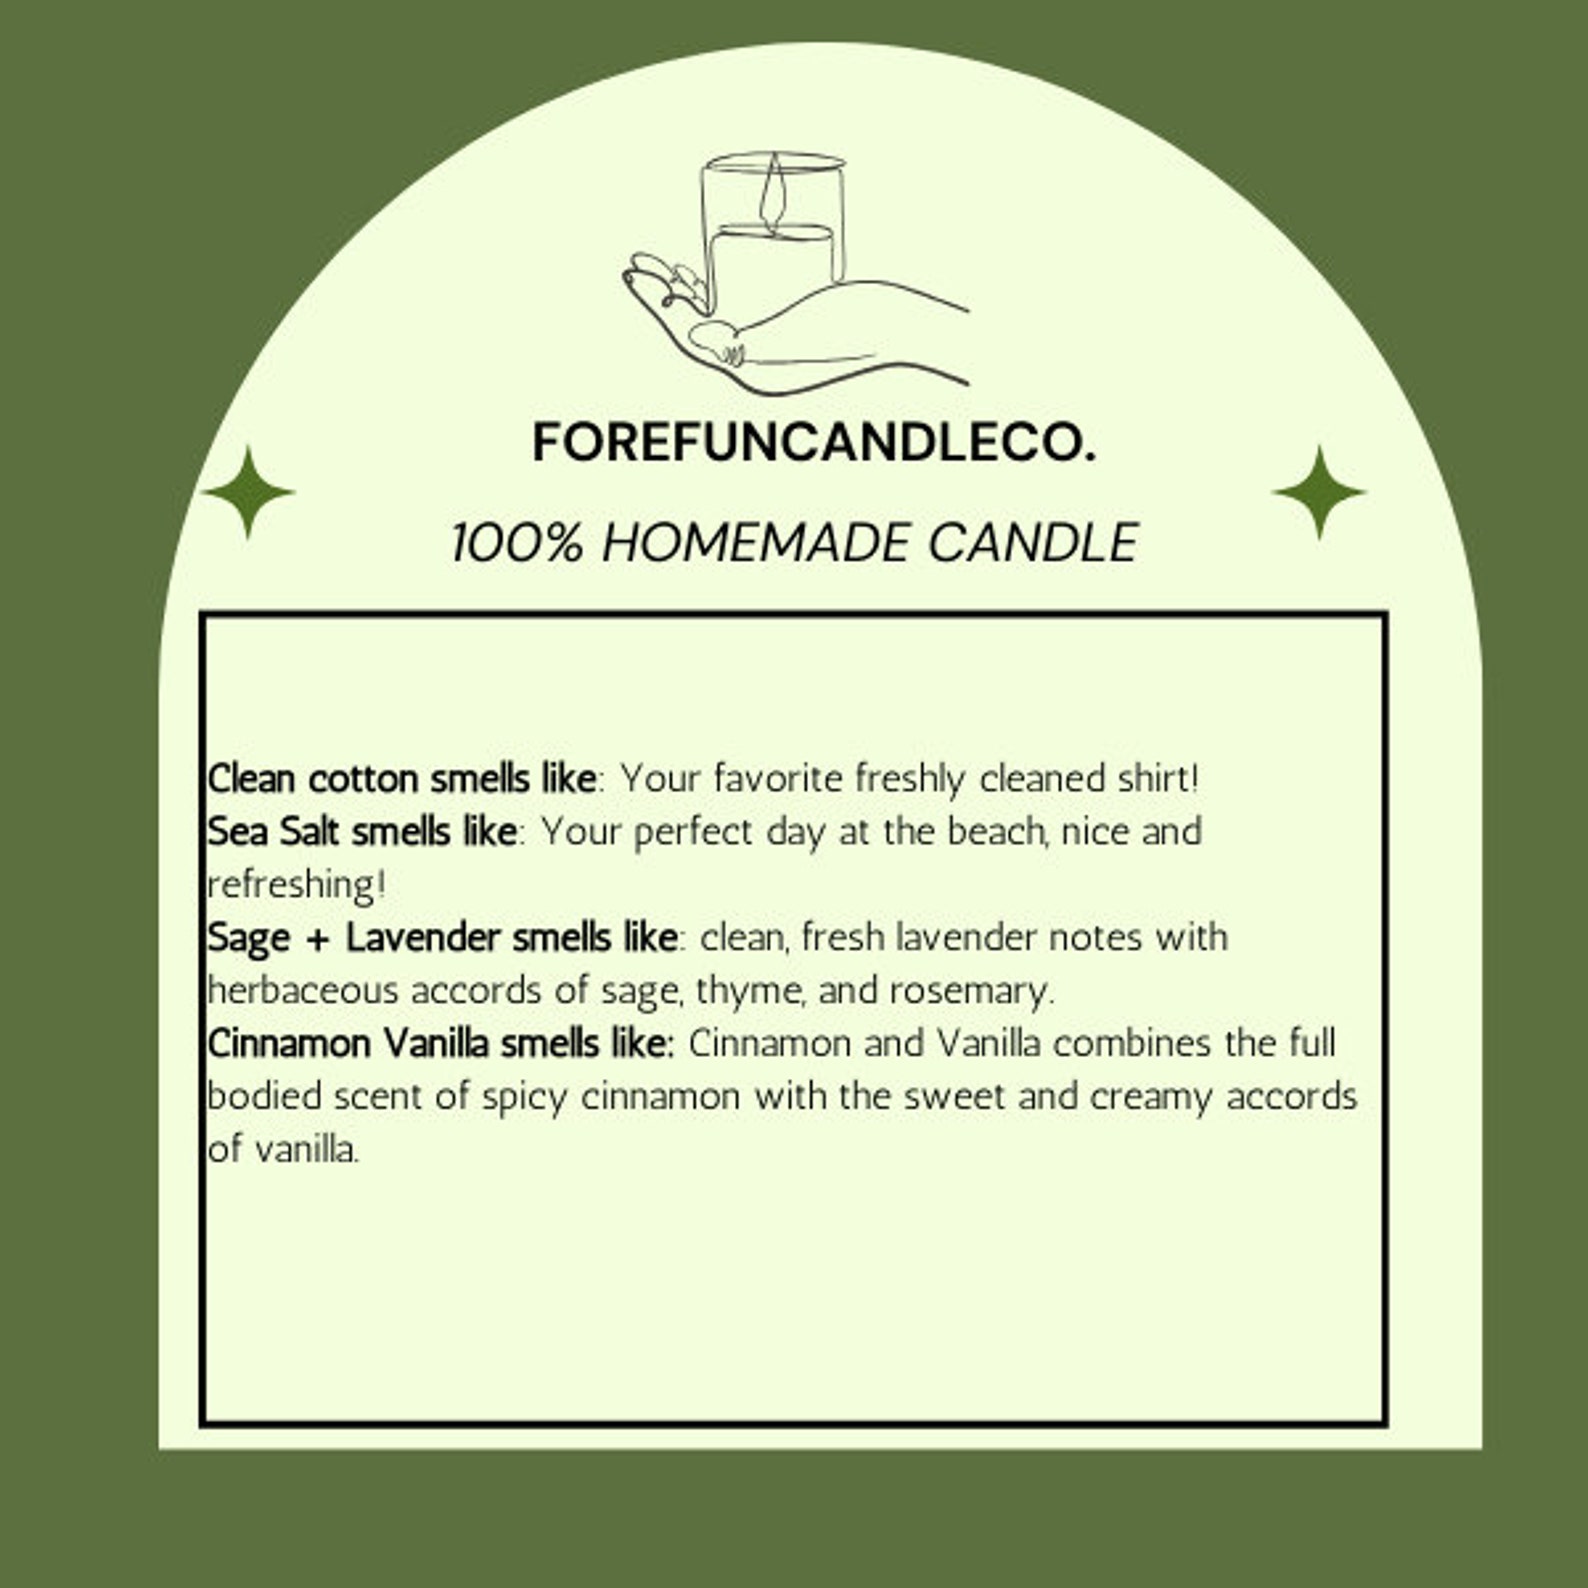 FOREFUNCANDLECO.
100% HOMEMADE CANDLE
Clean cotton smells like: Your favorite freshly cleaned shirt!
Sea Salt smells like: Your perfect day at the beach, nice and
refreshing!
Sage + Lavender smells like: clean, fresh lavender notes with
herbaceous accords of sage, thyme, and rosemary.
Cinnamon Vanilla smells like: Cinnamon and Vanilla combines the full
bodied scent of spicy cinnamon with the sweet and creamy accords
of vanilla.